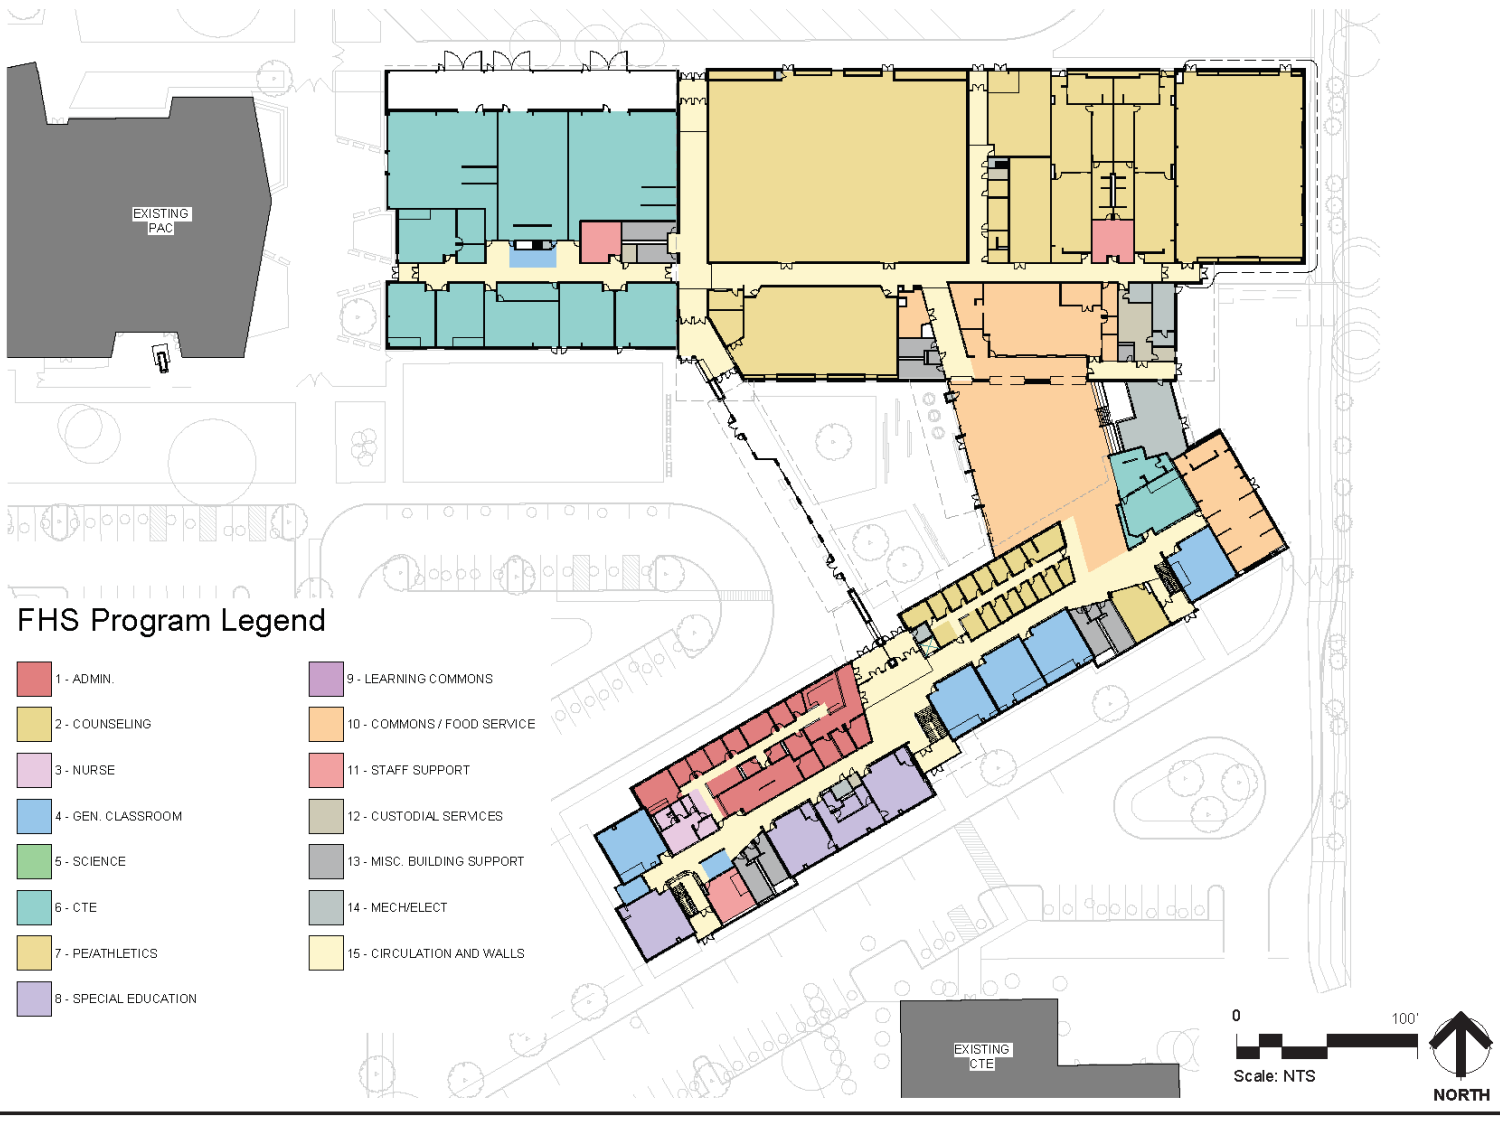 EXISTING
PAC
FHS Program Legend
1 - ADMIN.
2 - COUNSELING
3 - NURSE
4 - GEN. CLASSROOM
5 - SCIENCE
6 - CTE
7 - PE/ATHLETICS
8 - SPECIAL EDUCATION
9 - LEARNING COMMONS
10 - COMMONS / FOOD SERVICE
11 - STAFF SUPPORT
12 - CUSTODIAL SERVICES
13 - MISC. BUILDING SUPPORT
14 - MECH/ELECT
15 - CIRCULATION AND WALLS
EXISTING
CTE
0 100'
Scale: NTS
NORTH